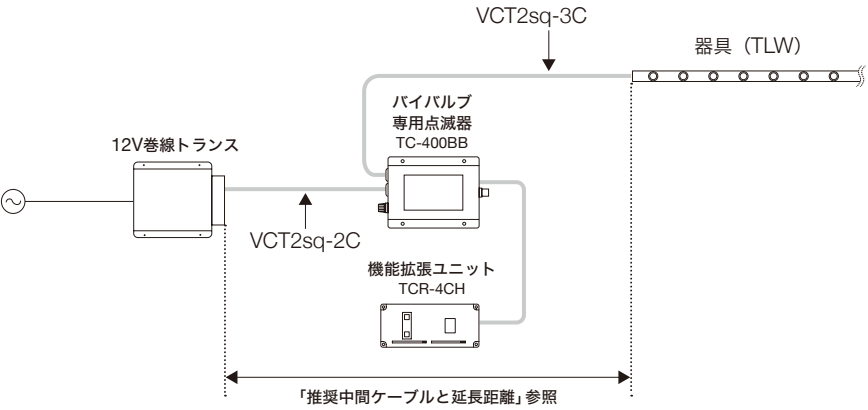 VCT2sq-3C
器具（TLW）
バイバルブ
専用点滅器
TC-400BB
12V巻線トランス
VCT2sq-2C
機能拡張ユニット
TCR-4CH
「推奨中間ケーブルと延長距離」参照